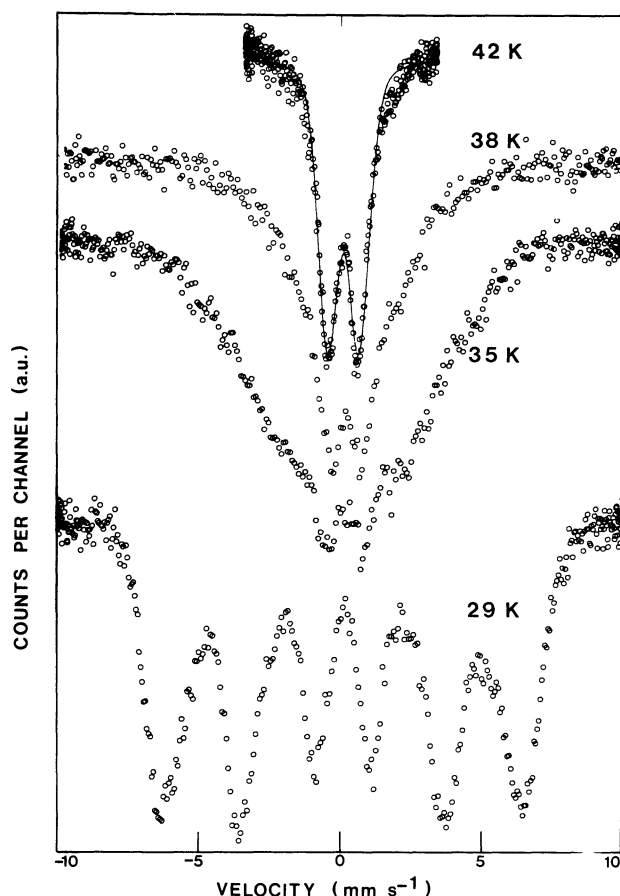 42 K
38 K
35 K
29 K
COUNTS PER CHANNEL (a.u.)
-10 -5 0 5 10
VELOCITY (mm s⁻¹)